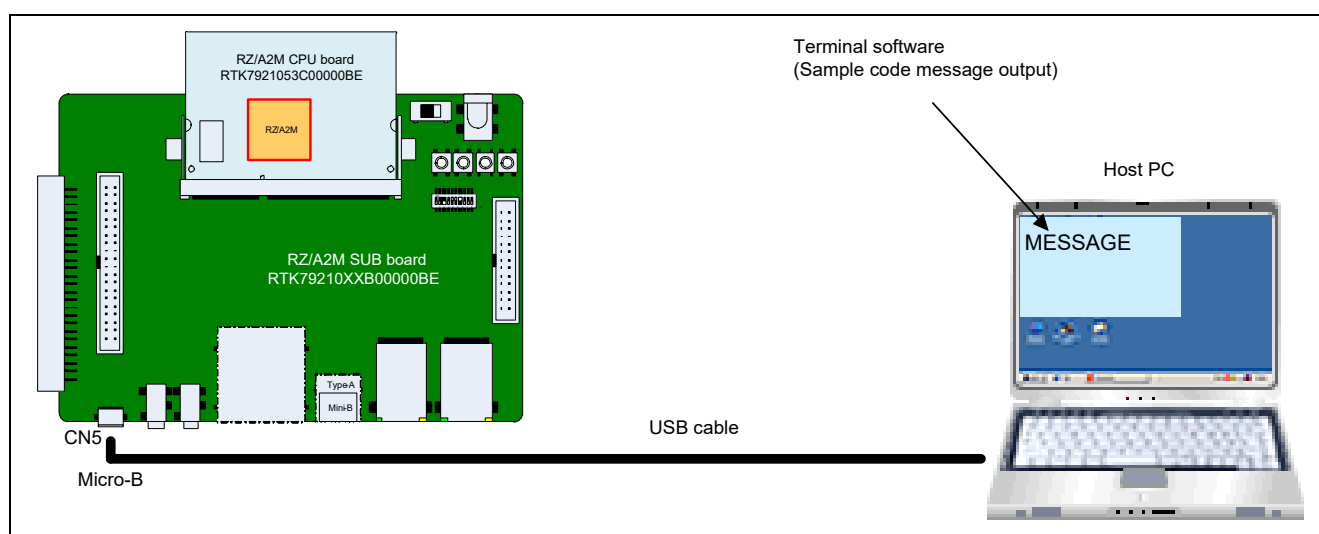 RZ/A2M CPU board
RTK7921053C00000BE
RZ/A2M
Terminal software
(Sample code message output)
Host PC
MESSAGE
RZ/A2M SUB board
RTK79210XXB00000BE
Type-A
Mini-B
CN5
Micro-B
USB cable